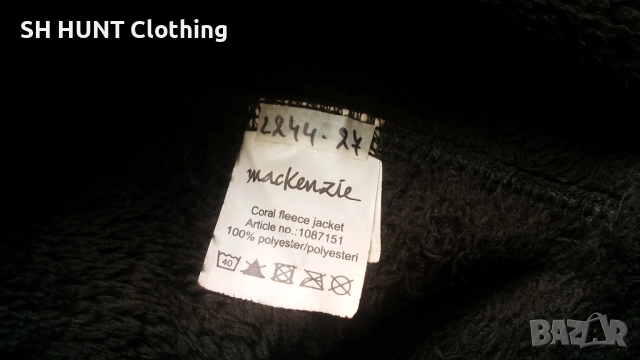 SH HUNT Clothing
2244-27
mackenzie
Coral fleece jacket
Article no.:1087151
100% polyester/polyesteri
40
BAZAR